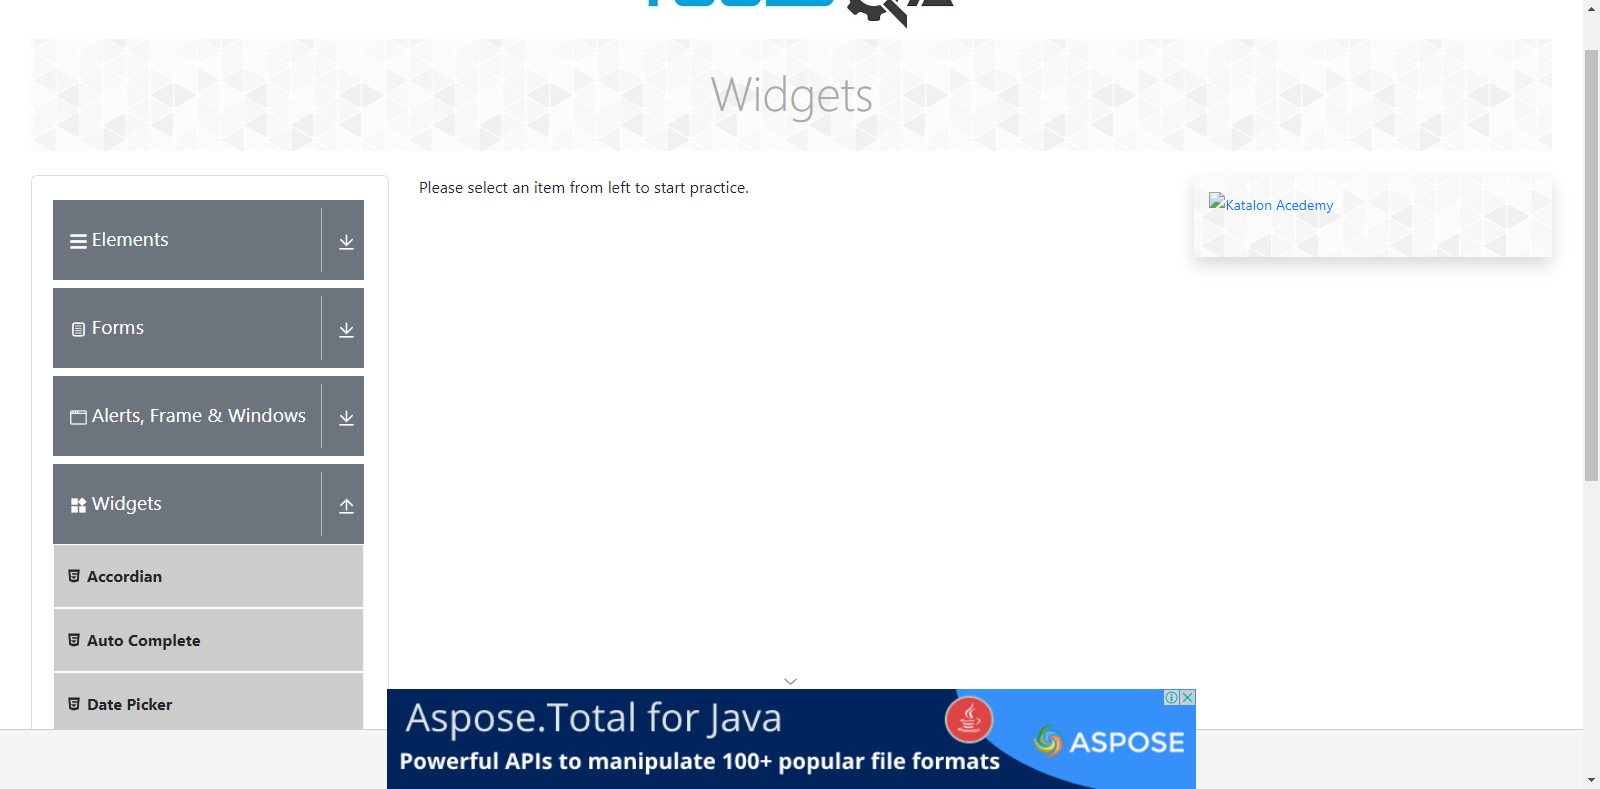 Widgets
Elements
Forms
Alerts, Frame & Windows
Widgets
Accordian
Auto Complete
Date Picker
Please select an item from left to start practice.
Katalon Acedemy
Aspose.Total for Java
Powerful APIs to manipulate 100+ popular file formats
ASPOSE